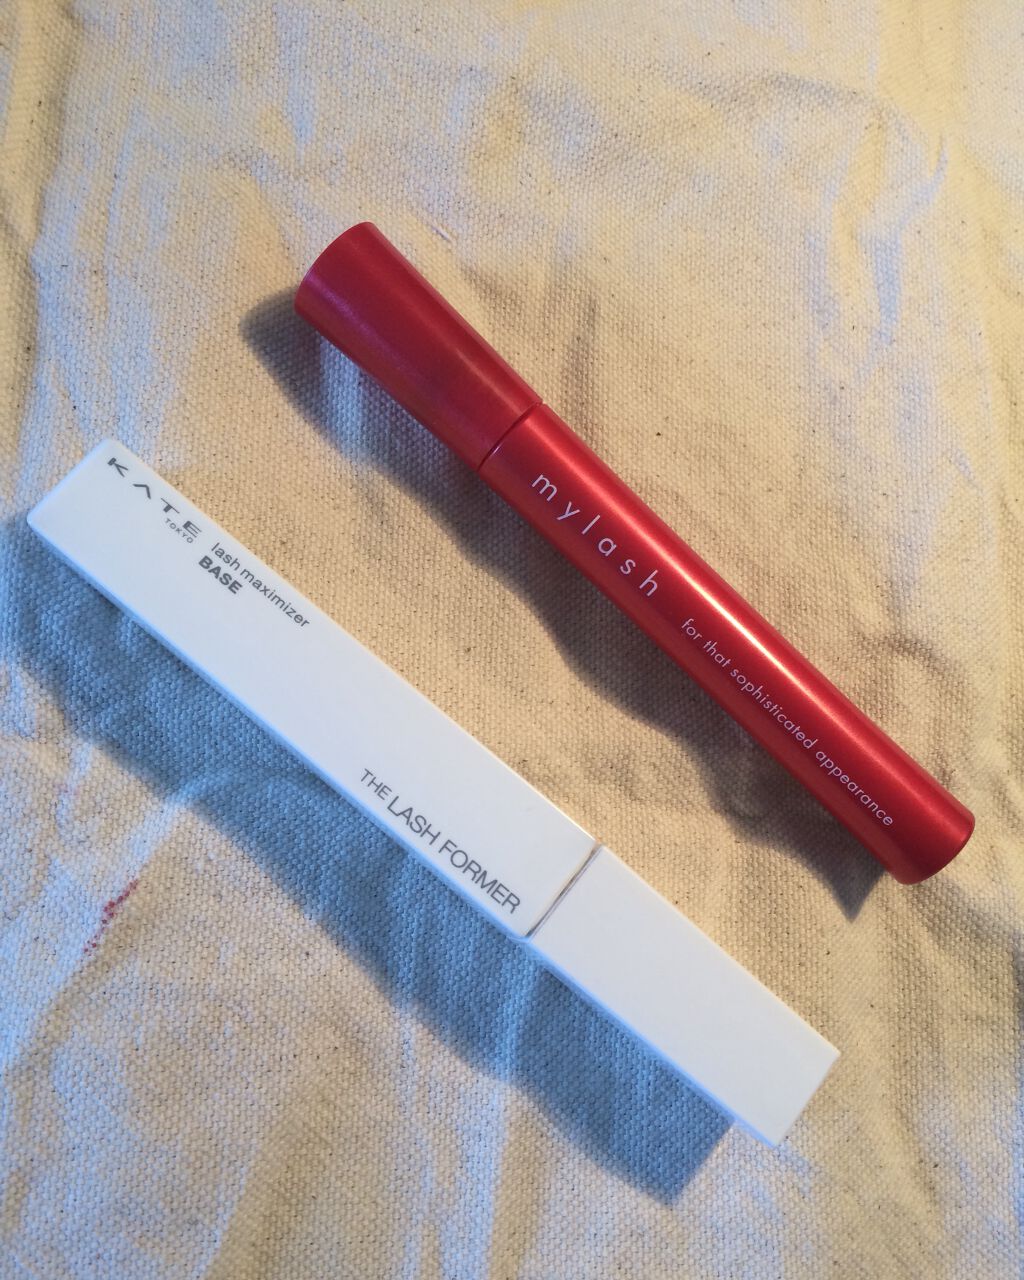 mylash
for that sophisticated appearance
KATE
TOKYO
lash maximizer
BASE
THE LASH FORMER